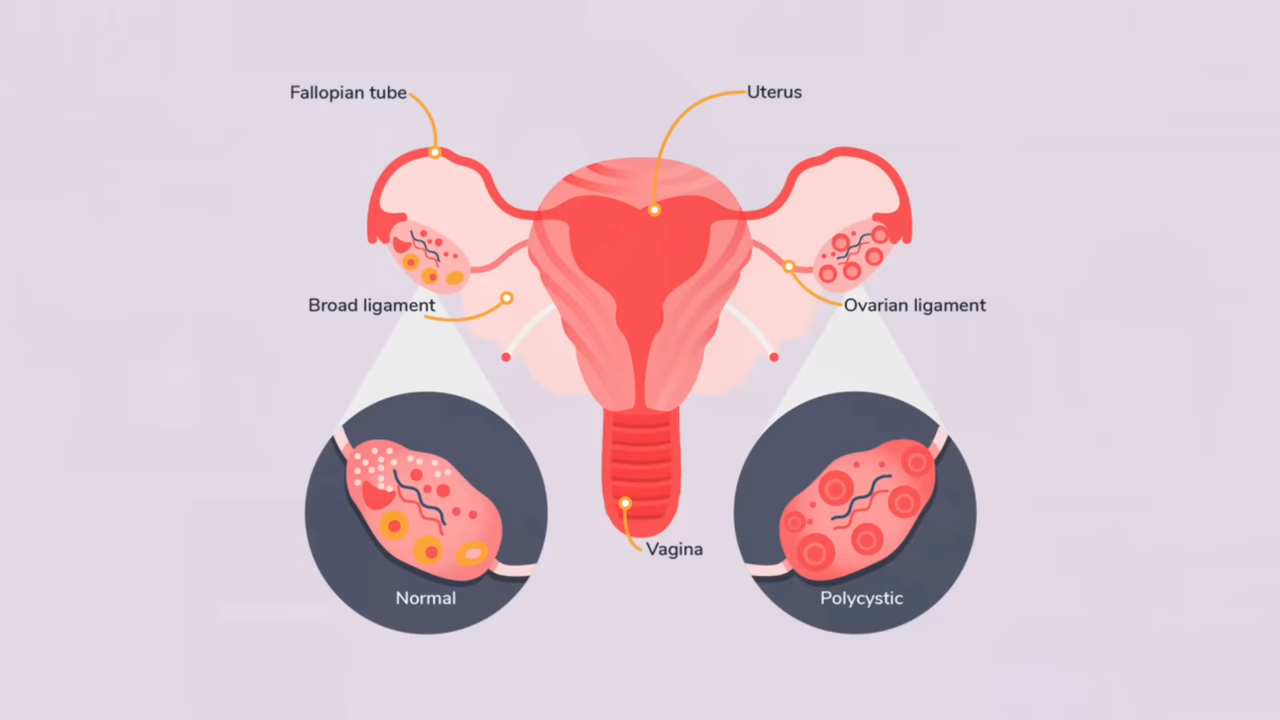 Fallopian tube
Uterus
Broad ligament
Ovarian ligament
Vagina
Normal
Polycystic